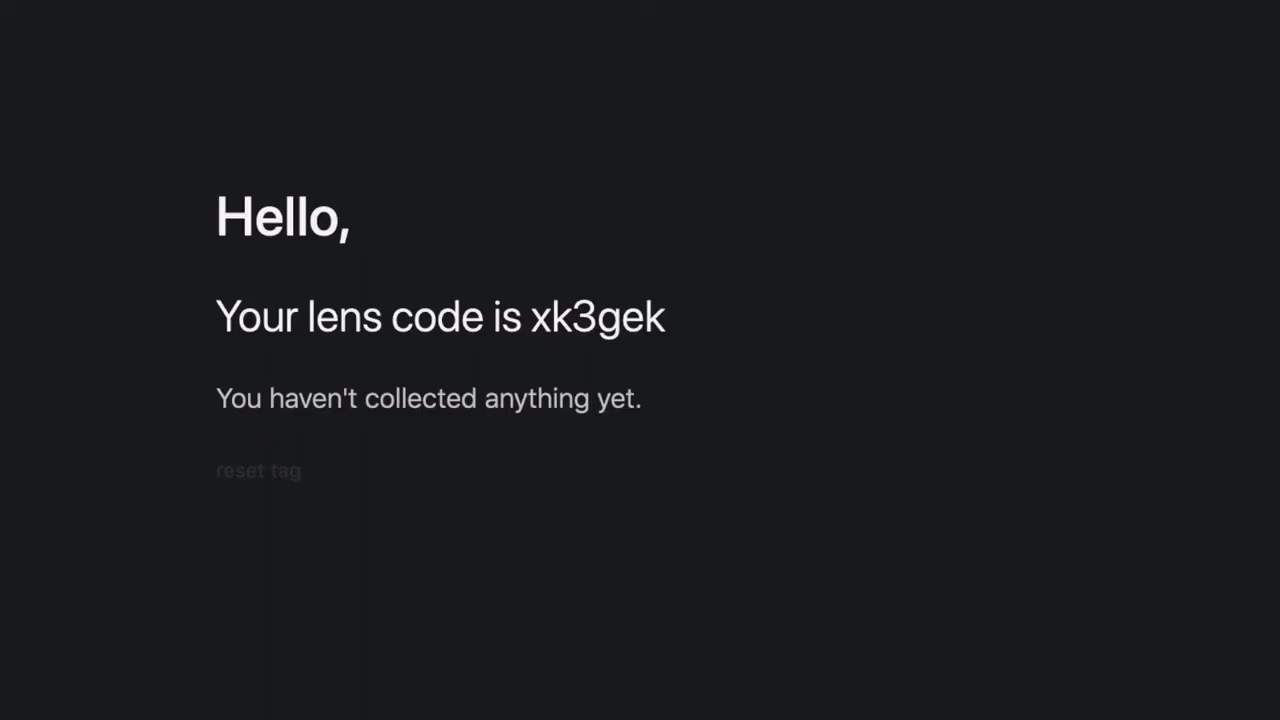 Hello,
Your lens code is xk3gek
You haven't collected anything yet.
reset tag